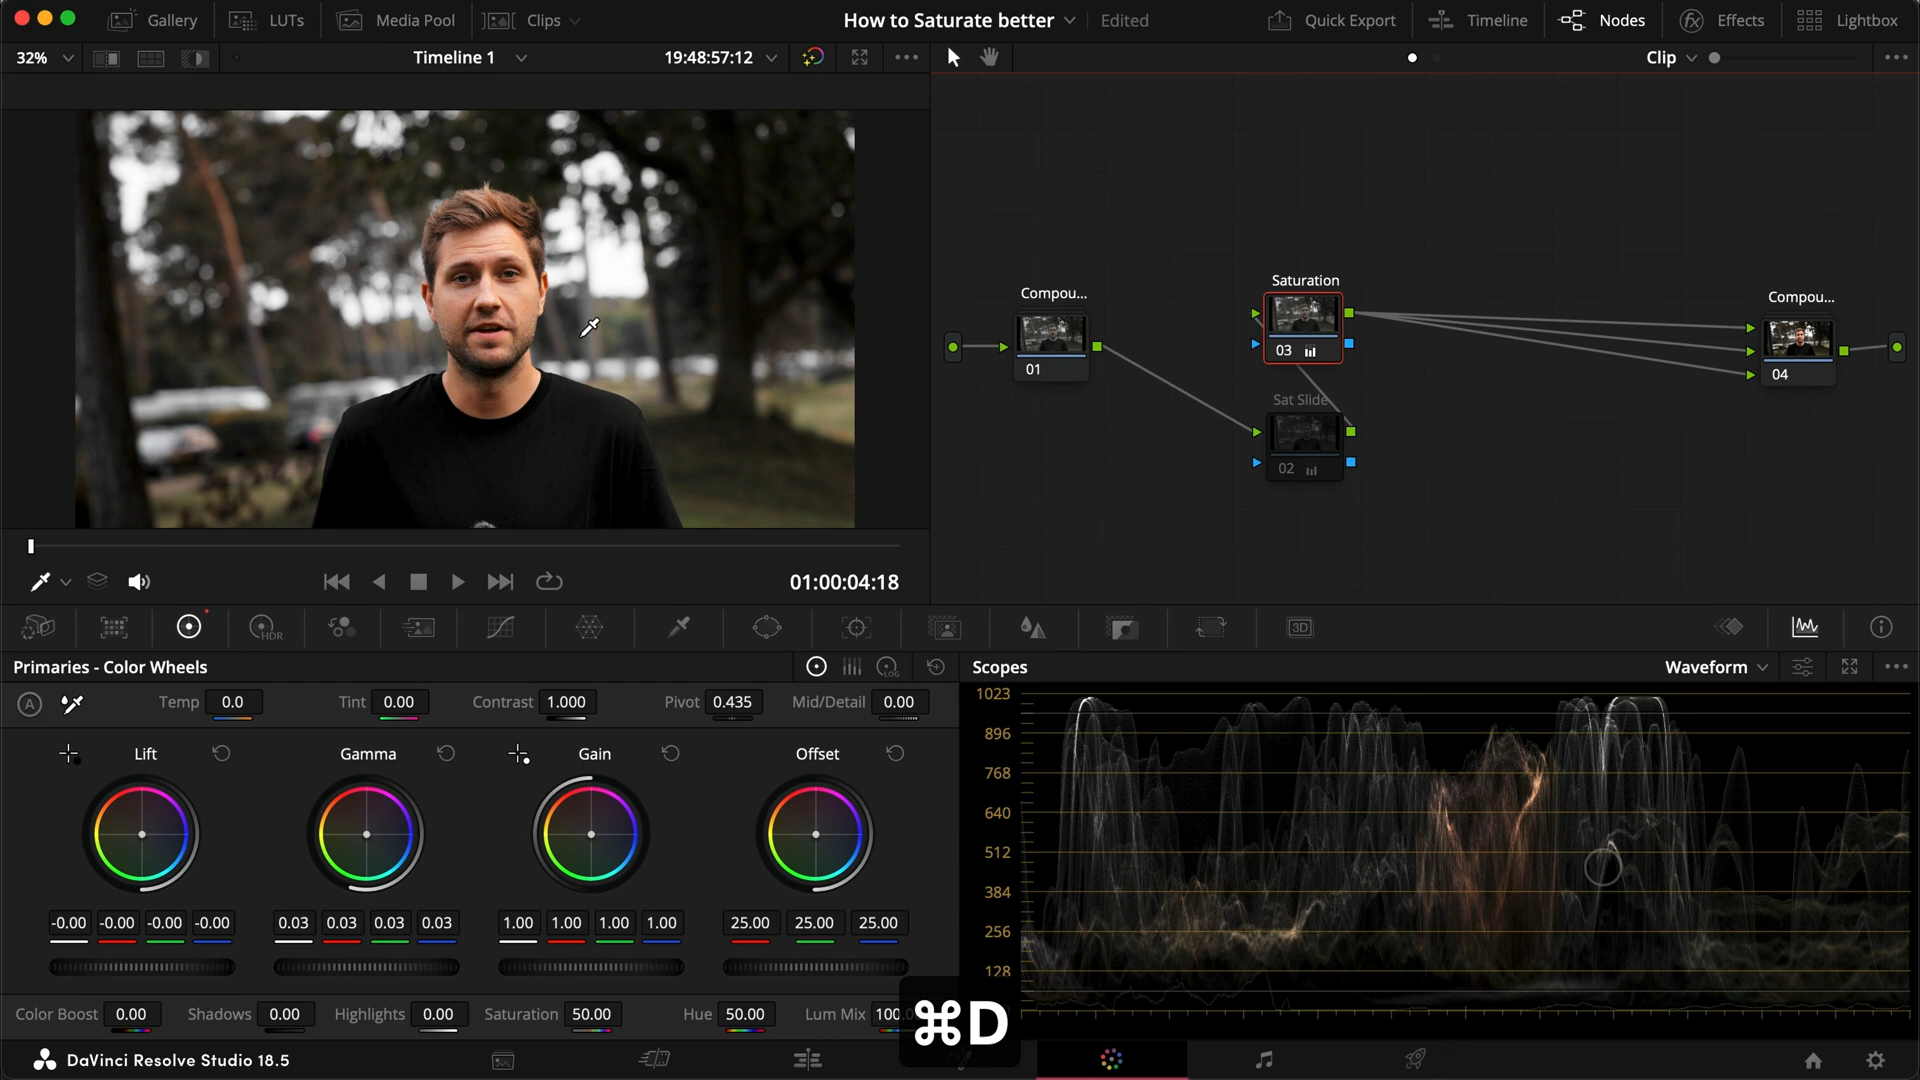 Gallery LUTs Media Pool Clips How to Saturate better Edited Quick Export Timeline Nodes Effects Lightbox
32% Timeline 1 19:48:57:12 Clip
Saturation
Compou... Compou...
03
01 04
Sat Slide
02
01:00:04:18
HDR 3D
Primaries - Color Wheels LOG Scopes Waveform
A Temp 0.0 Tint 0.00 Contrast 1.000 Pivot 0.435 Mid/Detail 0.00
Lift Gamma Gain Offset
1023
896
768
640
512
384
256
128
-0.00 -0.00 -0.00 -0.00 0.03 0.03 0.03 0.03 1.00 1.00 1.00 1.00 25.00 25.00 25.00
Color Boost 0.00 Shadows 0.00 Highlights 0.00 Saturation 50.00 Hue 50.00 Lum Mix 100.
⌘D
DaVinci Resolve Studio 18.5